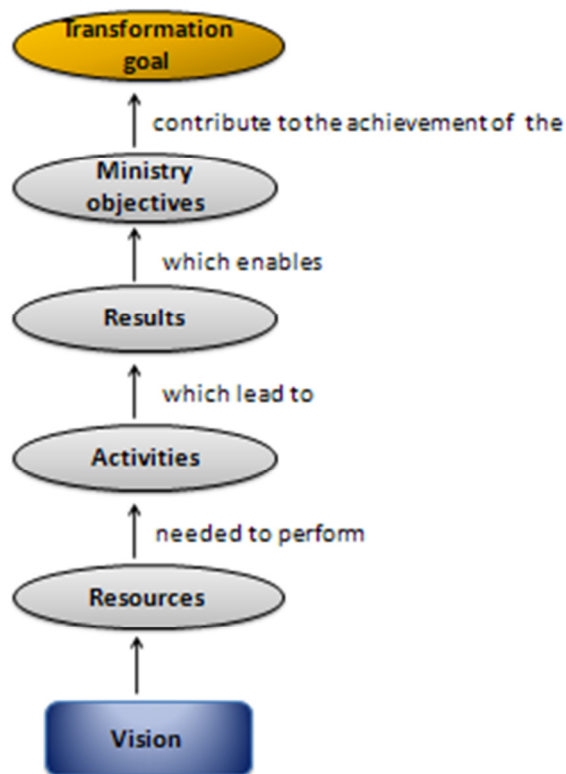 Transformation
goal
contribute to the achievement of the
Ministry
objectives
which enables
Results
which lead to
Activities
needed to perform
Resources
Vision